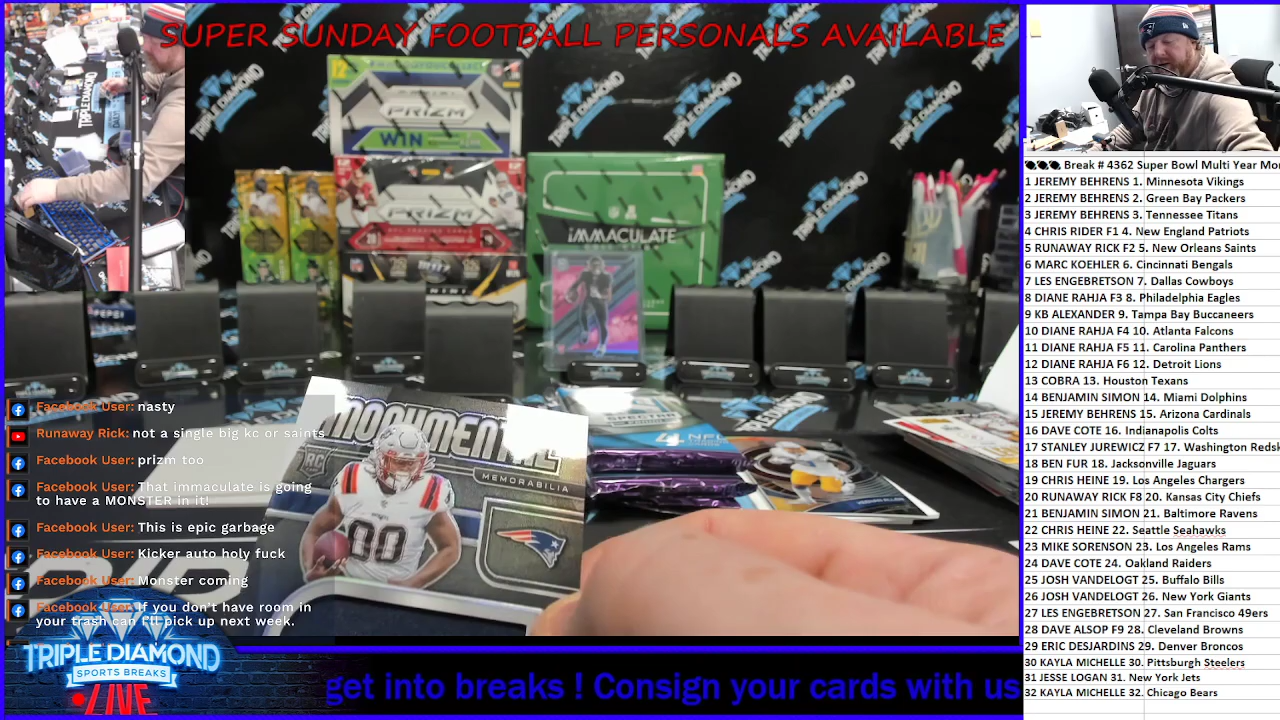 SUPER SUNDAY FOOTBALL PERSONALS AVAILABLE
PRIZM
WIN
PRIZM
IMMACULATE
PEPSI
TRIPLE DIAMOND
MONUMENTAL
RC
MEMORABILIA
00
4 NFL
Facebook User: nasty
Runaway Rick: not a single big kc or saints
Facebook User: prizm too
Facebook User: That immaculate is going
to have a MONSTER in it!
Facebook User: This is epic garbage
Facebook User: Kicker auto holy fuck
Facebook User: Monster coming
Facebook User: If you don't have room in
your trash can I'll pick up next week.
TRIPLE DIAMOND
SPORTS BREAKS
LIVE
get into breaks ! Consign your cards with us
Break # 4362 Super Bowl Multi Year Mo
1 JEREMY BEHRENS 1. Minnesota Vikings
2 JEREMY BEHRENS 2. Green Bay Packers
3 JEREMY BEHRENS 3. Tennessee Titans
5 RUNAWAY RICK F2 5. New Orleans Saints
6 MARC KOEHLER 6. Cincinnati Bengals
7 LES ENGEBRETSON 7. Dallas Cowboys
8 DIANE RAHJA F3 8. Philadelphia Eagles
9 KB ALEXANDER 9. Tampa Bay Buccaneers
10 DIANE RAHJA F4 10. Atlanta Falcons
11 DIANE RAHJA F5 11. Carolina Panthers
12 DIANE RAHJA F6 12. Detroit Lions
13 COBRA 13. Houston Texans
14 BENJAMIN SIMON 14. Miami Dolphins
15 JEREMY BEHRENS 15. Arizona Cardinals
16 DAVE COTE 16. Indianapolis Colts
17 STANLEY JUREWICZ F7 17. Washington Redsk
18 BEN FUR 18. Jacksonville Jaguars
19 CHRIS HEINE 19. Los Angeles Chargers
20 RUNAWAY RICK F8 20. Kansas City Chiefs
21 BENJAMIN SIMON 21. Baltimore Ravens
22 CHRIS HEINE 22. Seattle Seahawks
23 MIKE SORENSON 23. Los Angeles Rams
24 DAVE COTE 24. Oakland Raiders
25 JOSH VANDELOGT 25. Buffalo Bills
26 JOSH VANDELOGT 26. New York Giants
27 LES ENGEBRETSON 27. San Francisco 49ers
28 DAVE ALSOP F9 28. Cleveland Browns
29 ERIC DESJARDINS 29. Denver Broncos
30 KAYLA MICHELLE 30. Pittsburgh Steelers
31 JESSE LOGAN 31. New York Jets
32 KAYLA MICHELLE 32. Chicago Bears